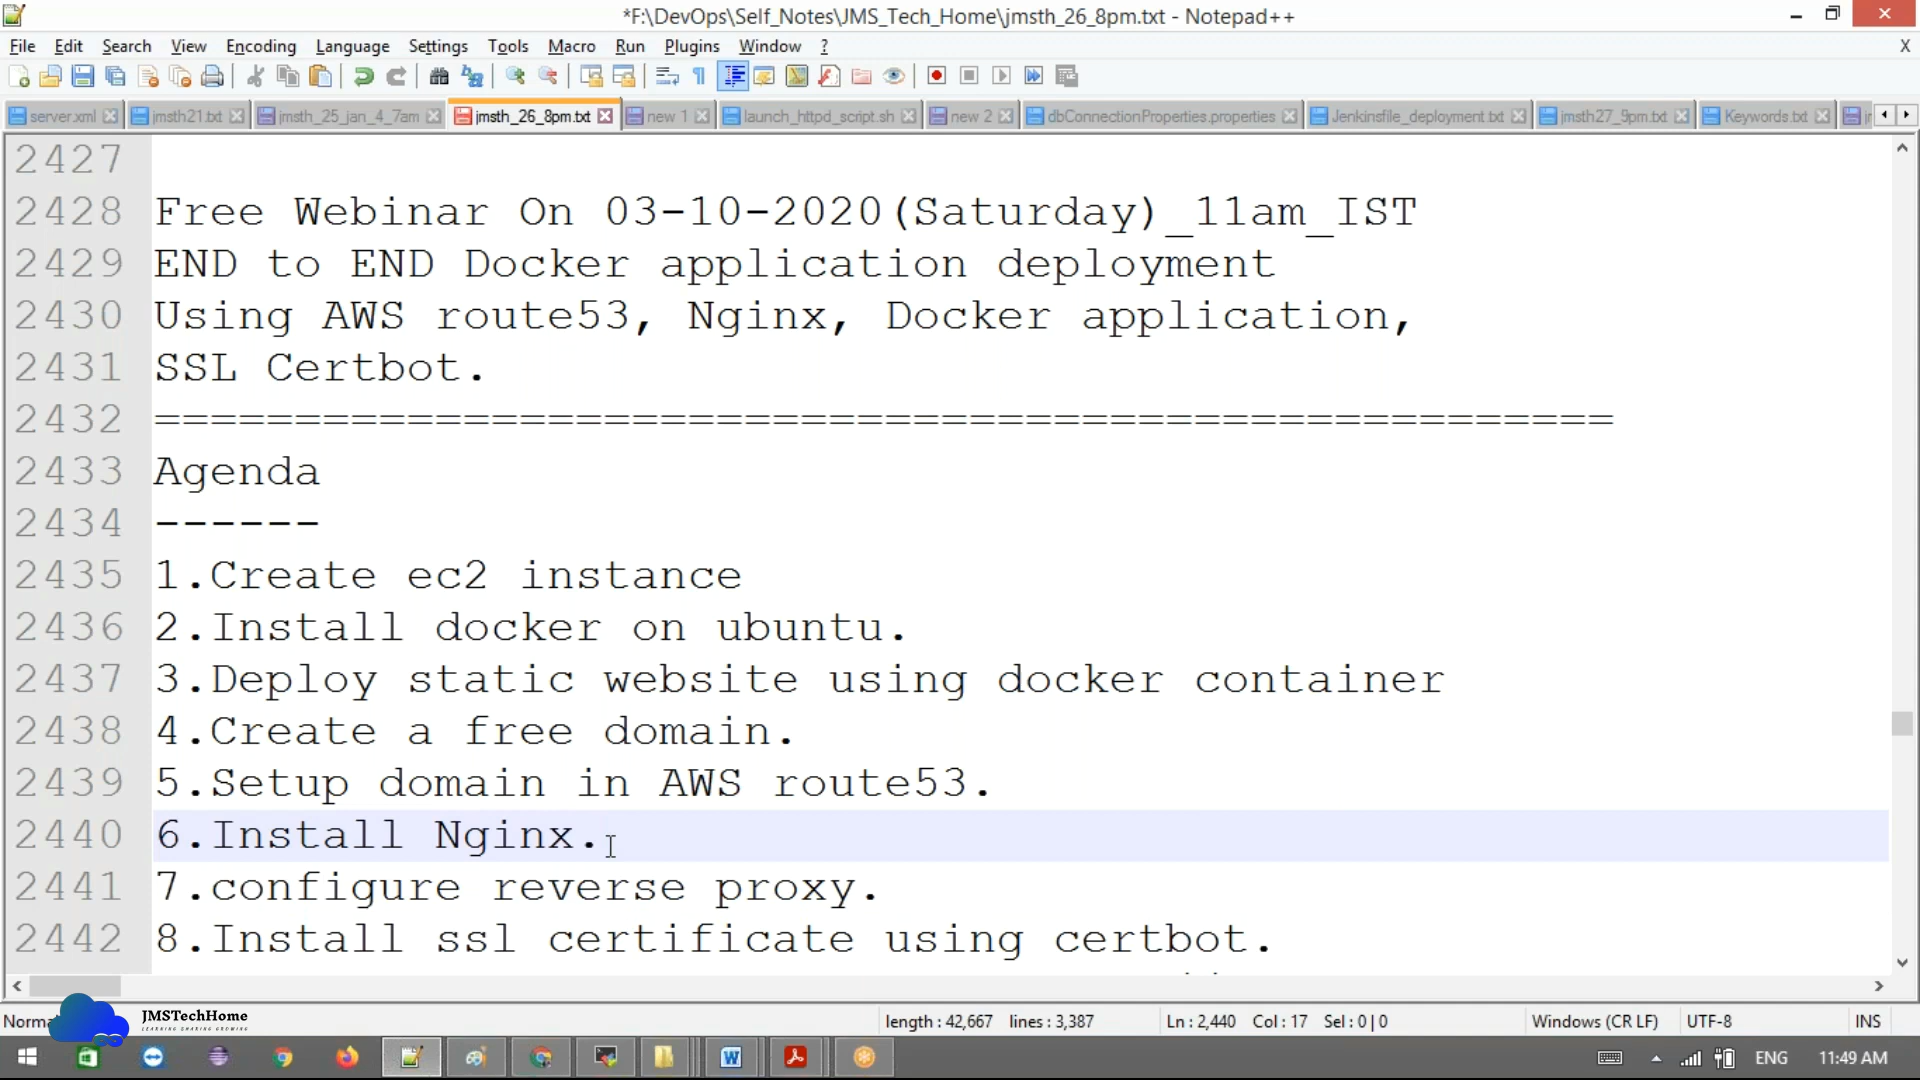 *F:\DevOps\Self_Notes\JMS_Tech_Home\jmsth_26_8pm.txt - Notepad++
File Edit Search View Encoding Language Settings Tools Macro Run Plugins Window ? X
server.xml jmsth21.txt jmsth_25_jan_4_7am jmsth_26_8pm.txt new 1 launch_httpd_script.sh new 2 dbConnectionProperties.properties Jenkinsfile_deployment.txt jmsth27_9pm.txt Keywords.txt
2427
2428 Free Webinar On 03-10-2020(Saturday)_11am_IST
2429 END to END Docker application deployment
2430 Using AWS route53, Nginx, Docker application,
2431 SSL Certbot.
2432 =====================================================
2433 Agenda
2434 ------
2435 1.Create ec2 instance
2436 2.Install docker on ubuntu.
2437 3.Deploy static website using docker container
2438 4.Create a free domain.
2439 5.Setup domain in AWS route53.
2440 6.Install Nginx.
2441 7.configure reverse proxy.
2442 8.Install ssl certificate using certbot.
JMSTechHome
LEARNING SHARING GROWING
length : 42,667 lines : 3,387 Ln : 2,440 Col : 17 Sel : 0 | 0 Windows (CR LF) UTF-8 INS
ENG 11:49 AM